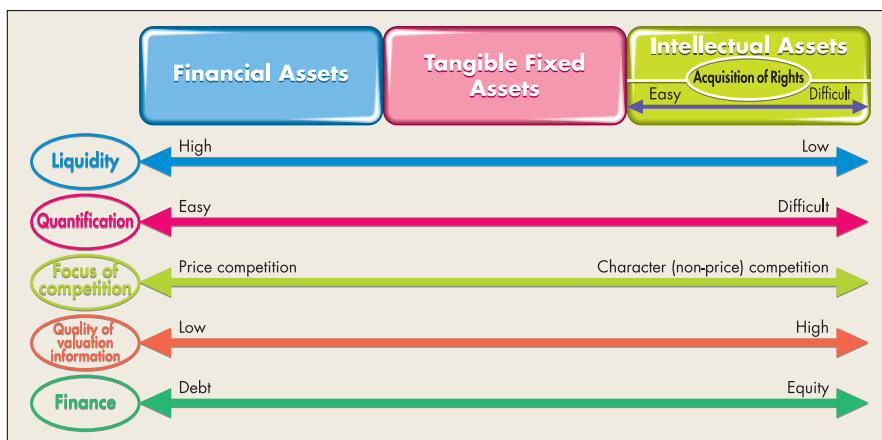 Financial Assets
Tangible Fixed
Assets
Intellectual Assets
Acquisition of Rights
Easy Difficult
Liquidity
High Low
Quantification
Easy Difficult
Focus of
competition
Price competition Character (non-price) competition
Quality of
valuation
information
Low High
Finance
Debt Equity